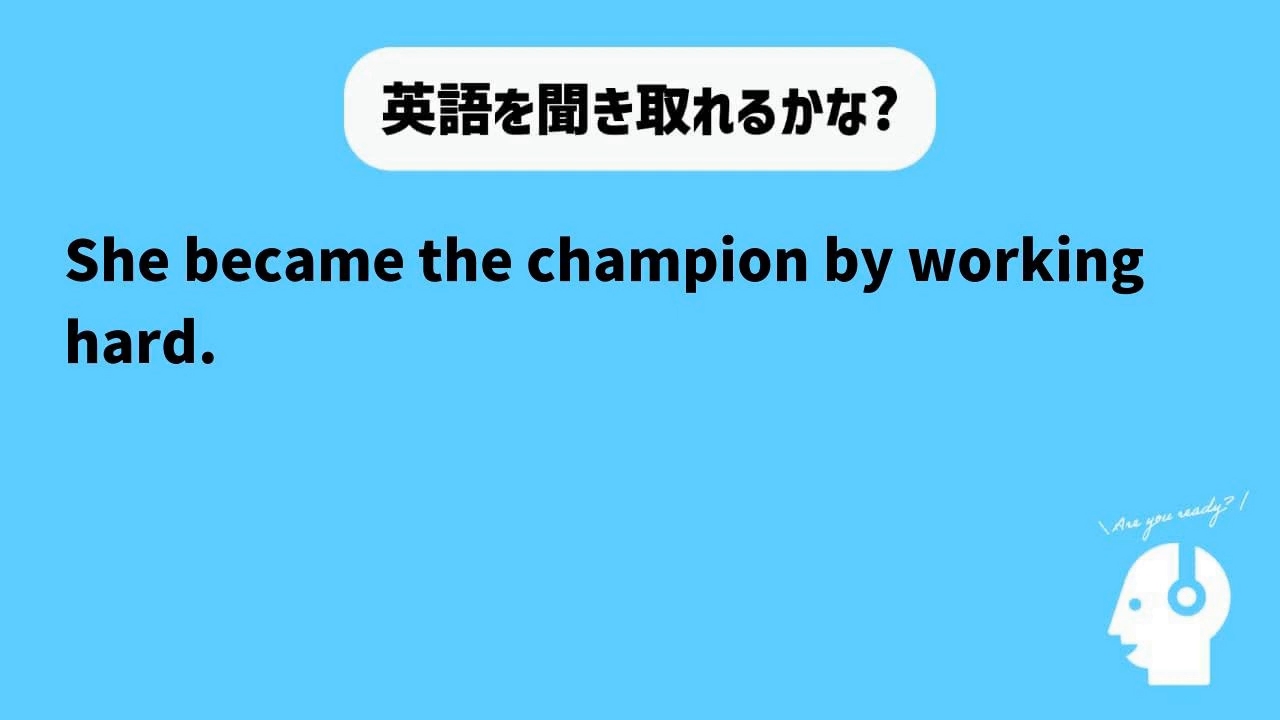 英語を聞き取れるかな?
She became the champion by working
hard.
\ Are you ready? /